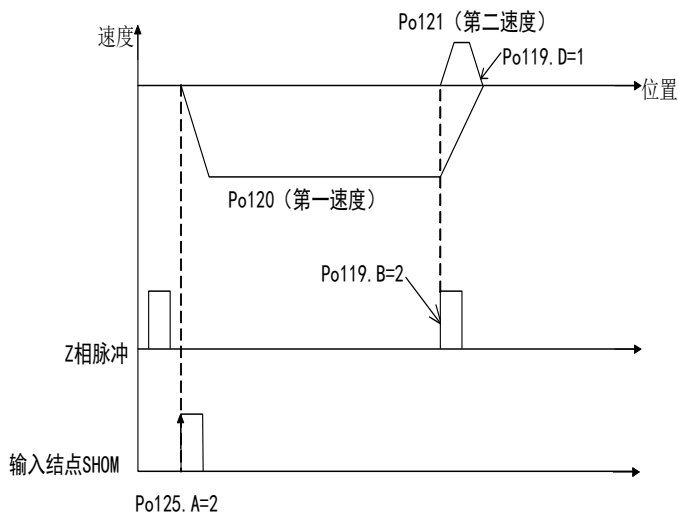 Po121（第二速度）
速度
Po119.D=1
位置
Po120（第一速度）
Po119.B=2
Z相脉冲
输入结点SHOM
Po125.A=2